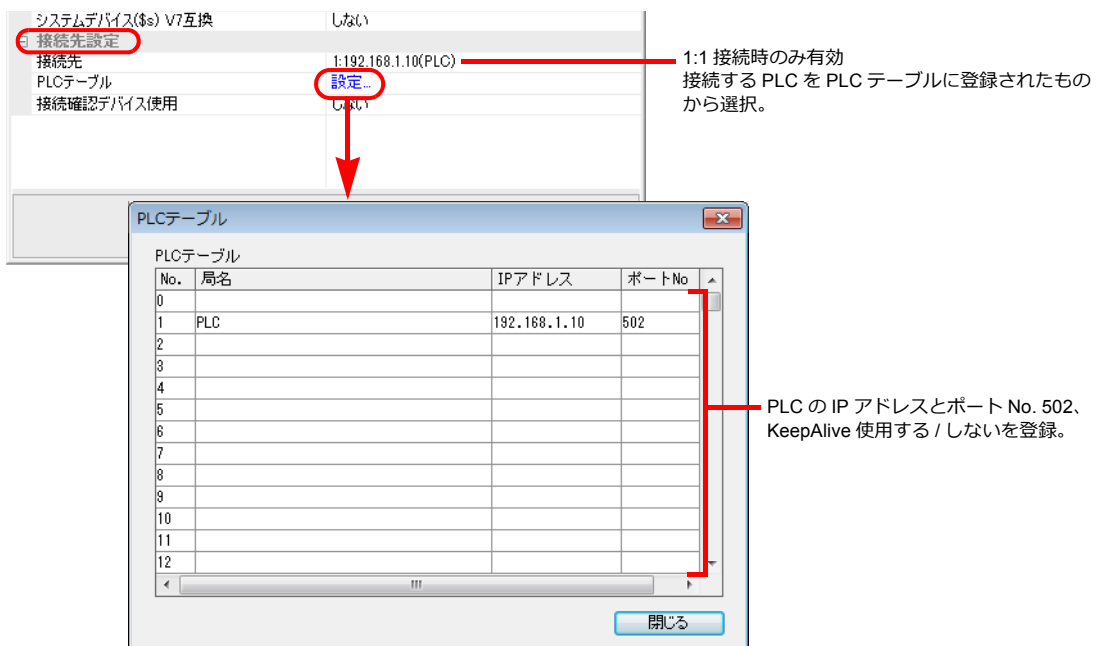 システムデバイス($s) V7互換 しない
接続先設定
接続先 1:192.168.1.10(PLC)
PLCテーブル 設定...
接続確認デバイス使用 しない
1:1 接続時のみ有効
接続する PLC を PLC テーブルに登録されたもの
から選択。
PLCテーブル
PLCテーブル
No. 局名 IPアドレス ポートNo
0
1 PLC 192.168.1.10 502
2
3
4
5
6
7
8
9
10
11
12
PLC の IP アドレスとポート No. 502、
KeepAlive 使用する / しないを登録。
閉じる